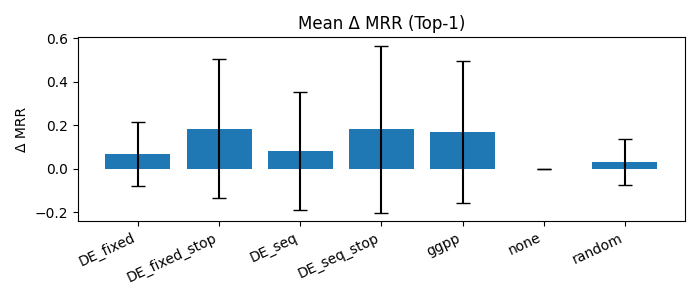 Mean Δ MRR (Top-1)
Δ MRR
0.6
0.4
0.2
0.0
−0.2
DE_fixed
DE_fixed_stop
DE_seq
DE_seq_stop
ggpp
none
random